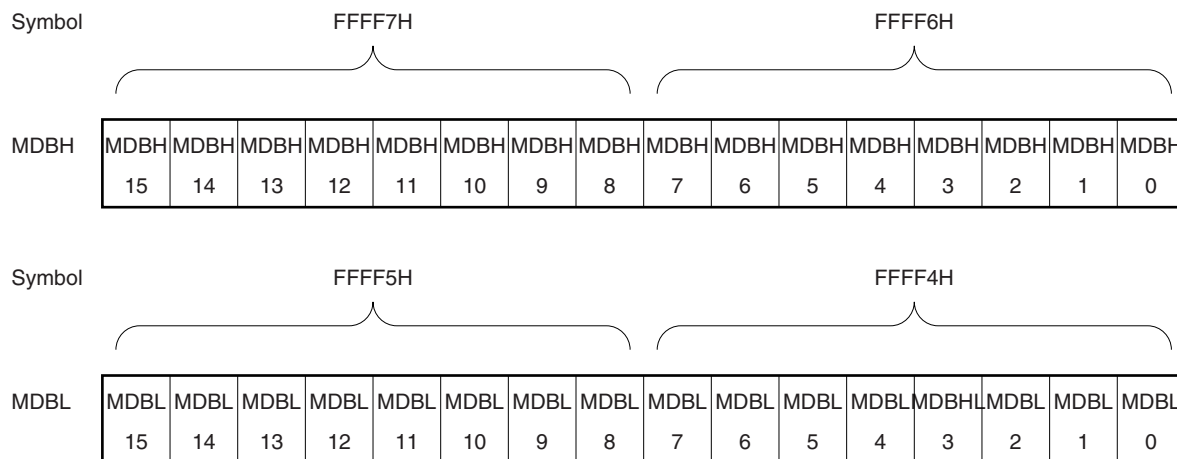 Symbol FFFF7H FFFF6H
MDBH MDBH MDBH MDBH MDBH MDBH MDBH MDBH MDBH MDBH MDBH MDBH MDBH MDBH MDBH MDBH MDBH
15 14 13 12 11 10 9 8 7 6 5 4 3 2 1 0
Symbol FFFF5H FFFF4H
MDBL MDBL MDBL MDBL MDBL MDBL MDBL MDBL MDBL MDBL MDBL MDBL MDBL MDBHL MDBL MDBL MDBL
15 14 13 12 11 10 9 8 7 6 5 4 3 2 1 0